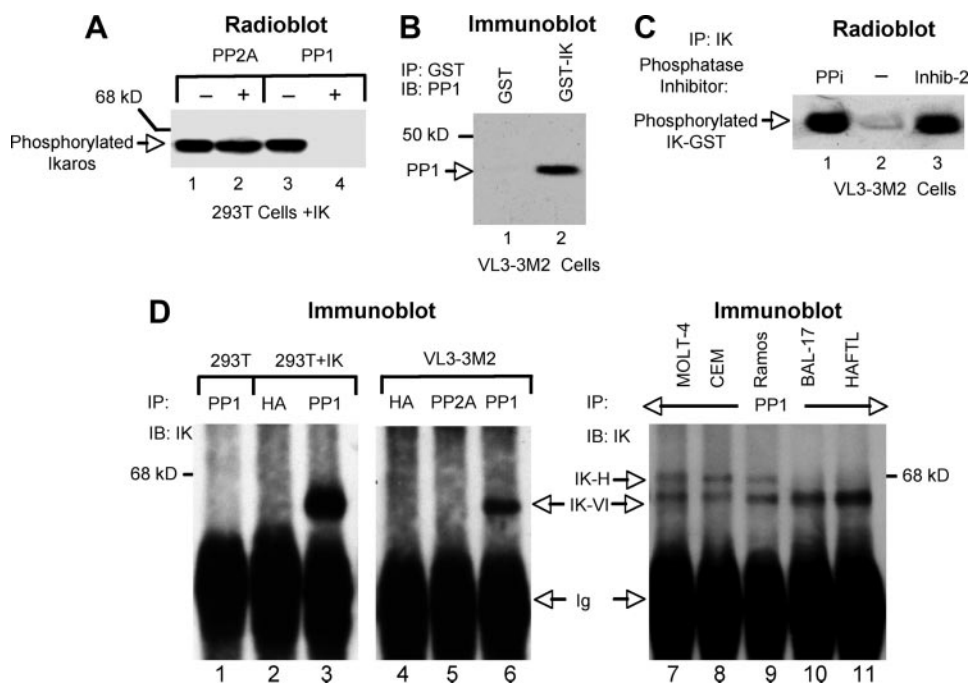 A
Radioblot
PP2A PP1
68 kD
– + – +
Phosphorylated
Ikaros
1 2 3 4
293T Cells +IK
B
Immunoblot
IP: GST
IB: PP1
GST
GST-IK
50 kD
PP1
1 2
VL3-3M2 Cells
C
IP: IK
Radioblot
Phosphatase
Inhibitor:
PPi – Inhib-2
Phosphorylated
IK-GST
1 2 3
VL3-3M2 Cells
D
Immunoblot
293T 293T+IK
IP: PP1 HA PP1
IB: IK
68 kD
1 2 3
VL3-3M2
HA PP2A PP1
4 5 6
Immunoblot
MOLT-4
CEM
Ramos
BAL-17
HAFTL
IP: PP1
IB: IK
IK-H
68 kD
IK-VI
Ig
7 8 9 10 11